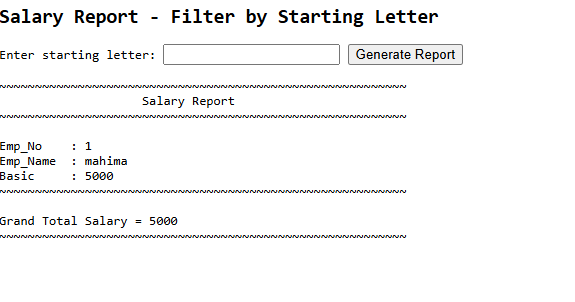 Salary Report - Filter by Starting Letter
Enter starting letter: Generate Report
~~~~~~~~~~~~~~~~~~~~~~~~~~~~~~~~~~~~~~~~~~~~~~~~~~~~~~~~~
Salary Report
~~~~~~~~~~~~~~~~~~~~~~~~~~~~~~~~~~~~~~~~~~~~~~~~~~~~~~~~~
Emp_No    : 1
Emp_Name  : mahima
Basic     : 5000
~~~~~~~~~~~~~~~~~~~~~~~~~~~~~~~~~~~~~~~~~~~~~~~~~~~~~~~~~
Grand Total Salary = 5000
~~~~~~~~~~~~~~~~~~~~~~~~~~~~~~~~~~~~~~~~~~~~~~~~~~~~~~~~~